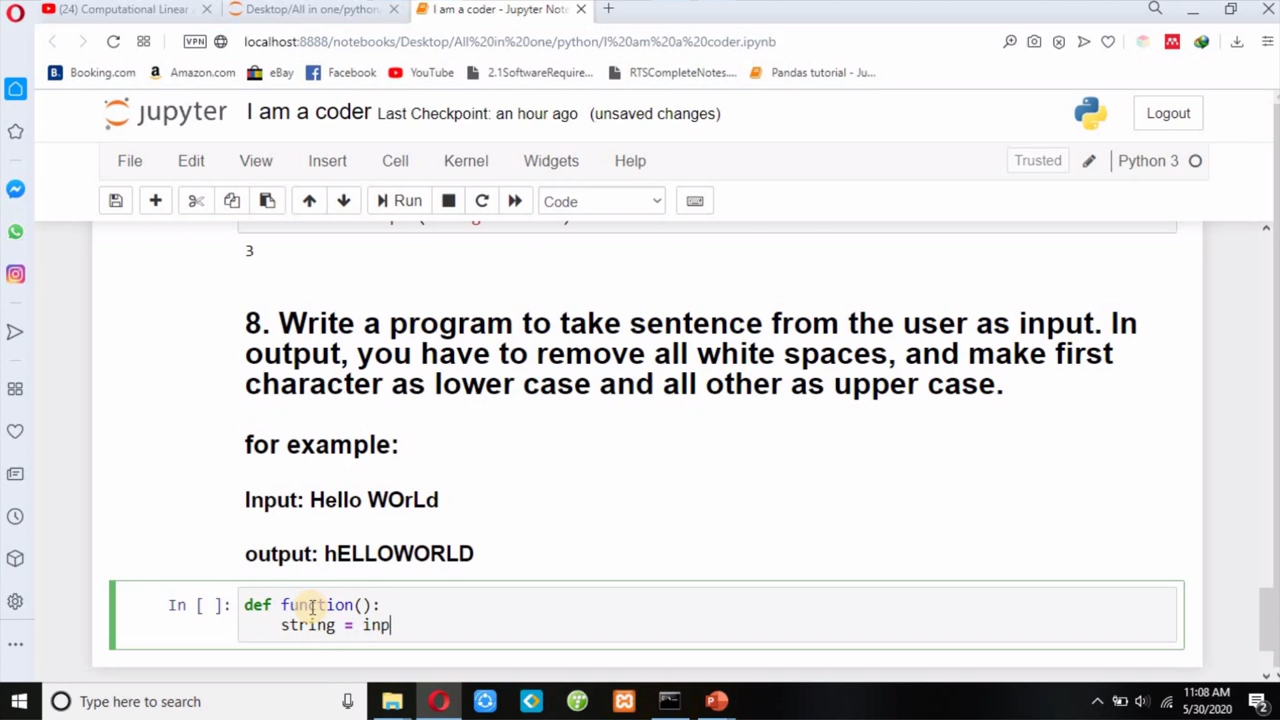 (24) Computational Linear
Desktop/All in one/python/
I am a coder - Jupyter Note
VPN
localhost:8888/notebooks/Desktop/All%20in%20one/python/I%20am%20a%20coder.ipynb
Booking.com
Amazon.com
eBay
Facebook
YouTube
2.1SoftwareRequire...
RTSCompleteNotes....
Pandas tutorial - Ju...
jupyter
I am a coder Last Checkpoint: an hour ago (unsaved changes)
Logout
File
Edit
View
Insert
Cell
Kernel
Widgets
Help
Trusted
Python 3
Run
Code
3
8. Write a program to take sentence from the user as input. In
output, you have to remove all white spaces, and make first
character as lower case and all other as upper case.
for example:
Input: Hello WOrLd
output: hELLOWORLD
In [ ]:
def function():
string = inp
Type here to search
11:08 AM
5/30/2020
2